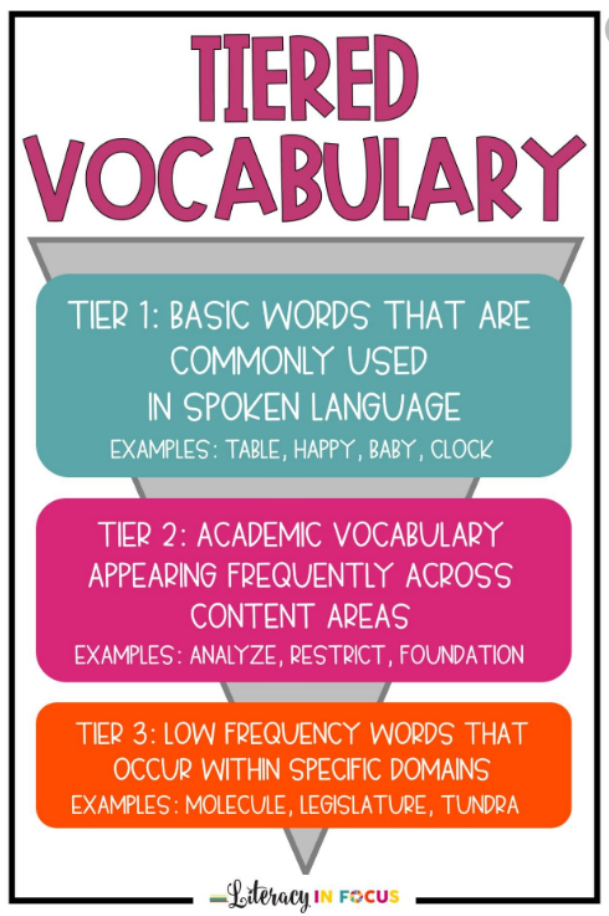 TIERED
VOCABULARY
TIER 1: BASIC WORDS THAT ARE
COMMONLY USED
IN SPOKEN LANGUAGE
EXAMPLES: TABLE, HAPPY, BABY, CLOCK
TIER 2: ACADEMIC VOCABULARY
APPEARING FREQUENTLY ACROSS
CONTENT AREAS
EXAMPLES: ANALYZE, RESTRICT, FOUNDATION
TIER 3: LOW FREQUENCY WORDS THAT
OCCUR WITHIN SPECIFIC DOMAINS
EXAMPLES: MOLECULE, LEGISLATURE, TUNDRA
Literacy IN FOCUS